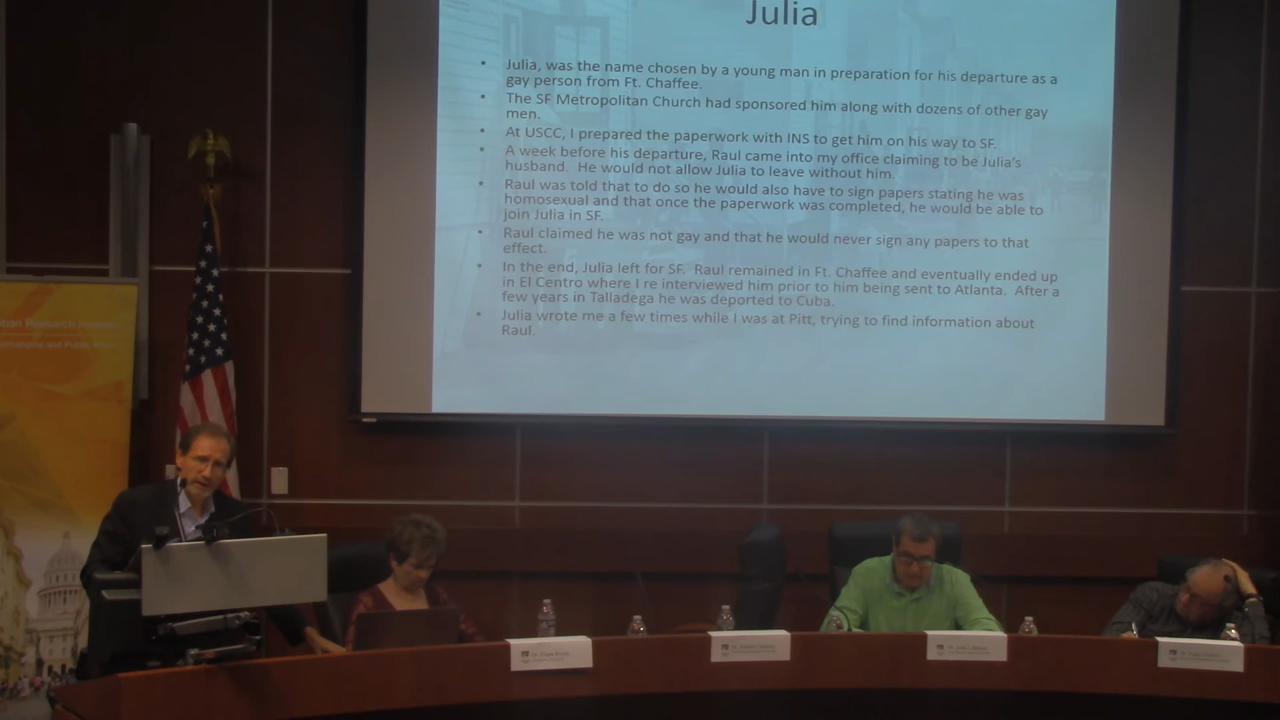 Julia
• Julia, was the name chosen by a young man in preparation for his departure as a
gay person from Ft. Chaffee.
• The SF Metropolitan Church had sponsored him along with dozens of other gay
men.
• At USCC, I prepared the paperwork with INS to get him on his way to SF.
• A week before his departure, Raul came into my office claiming to be Julia's
husband. He would not allow Julia to leave without him.
• Raul was told that to do so he would also have to sign papers stating he was
homosexual and that once the paperwork was completed, he would be able to
join Julia in SF.
• Raul claimed he was not gay and that he would never sign any papers to that
effect.
• In the end, Julia left for SF. Raul remained in Ft. Chaffee and eventually ended up
in El Centro where I re interviewed him prior to him being sent to Atlanta. After a
few years in Talladega he was deported to Cuba.
• Julia wrote me a few times while I was at Pitt, trying to find information about
Raul.
Research
and Public
Dr.
Dr.
Dr.